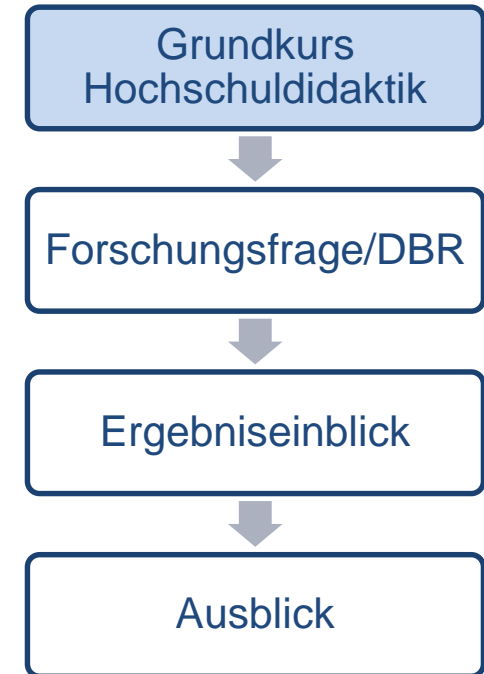 Grundkurs
Hochschuldidaktik
Forschungsfrage/DBR
Ergebniseinblick
Ausblick